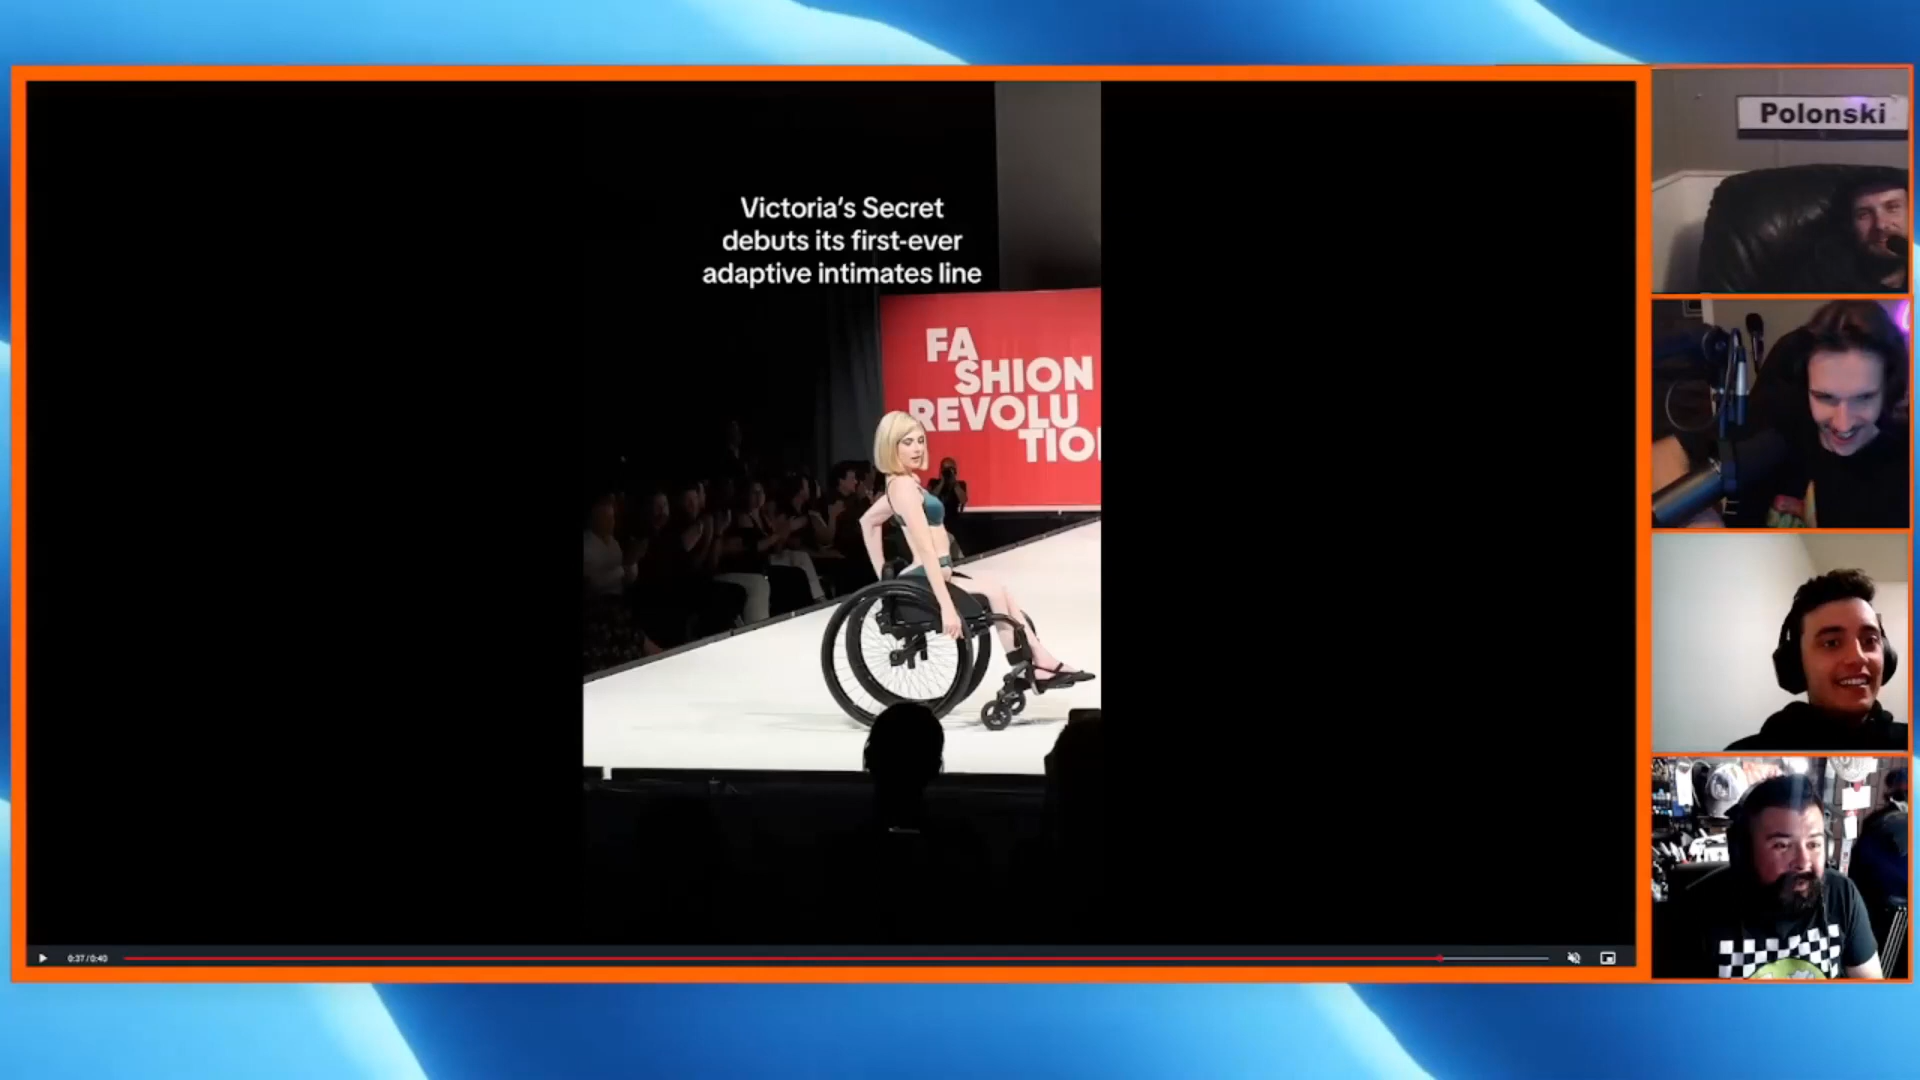 Polonski
Victoria's Secret
debuts its first-ever
adaptive intimates line
FA
SHION
REVOLU
TIO
0:37 / 0:40